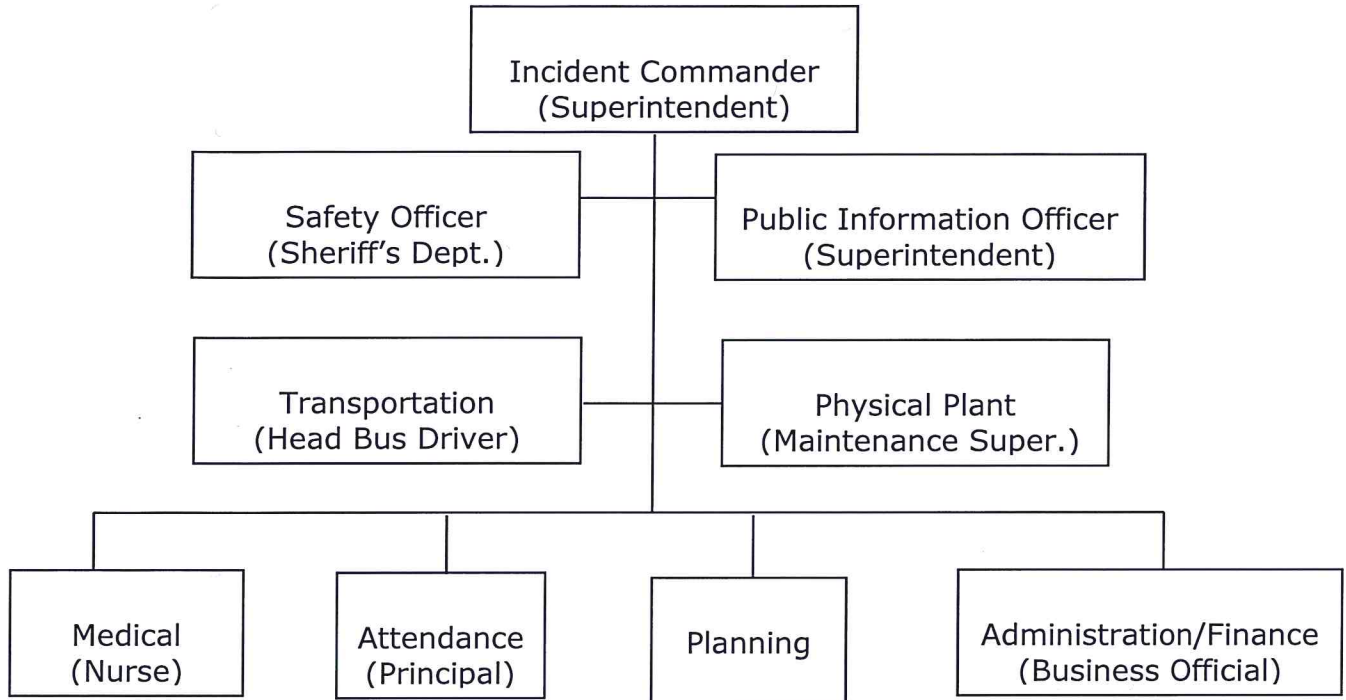 Incident Commander
(Superintendent)
Safety Officer
(Sheriff's Dept.)
Public Information Officer
(Superintendent)
Transportation
(Head Bus Driver)
Physical Plant
(Maintenance Super.)
Medical
(Nurse)
Attendance
(Principal)
Planning
Administration/Finance
(Business Official)